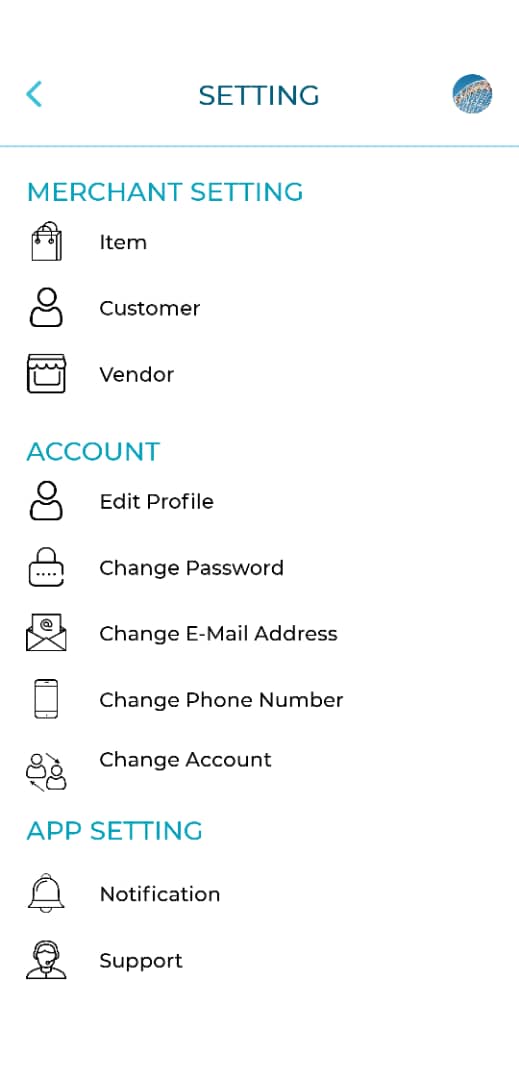 SETTING
MERCHANT SETTING
Item
Customer
Vendor
ACCOUNT
Edit Profile
Change Password
@
Change E-Mail Address
Change Phone Number
Change Account
APP SETTING
Notification
Support